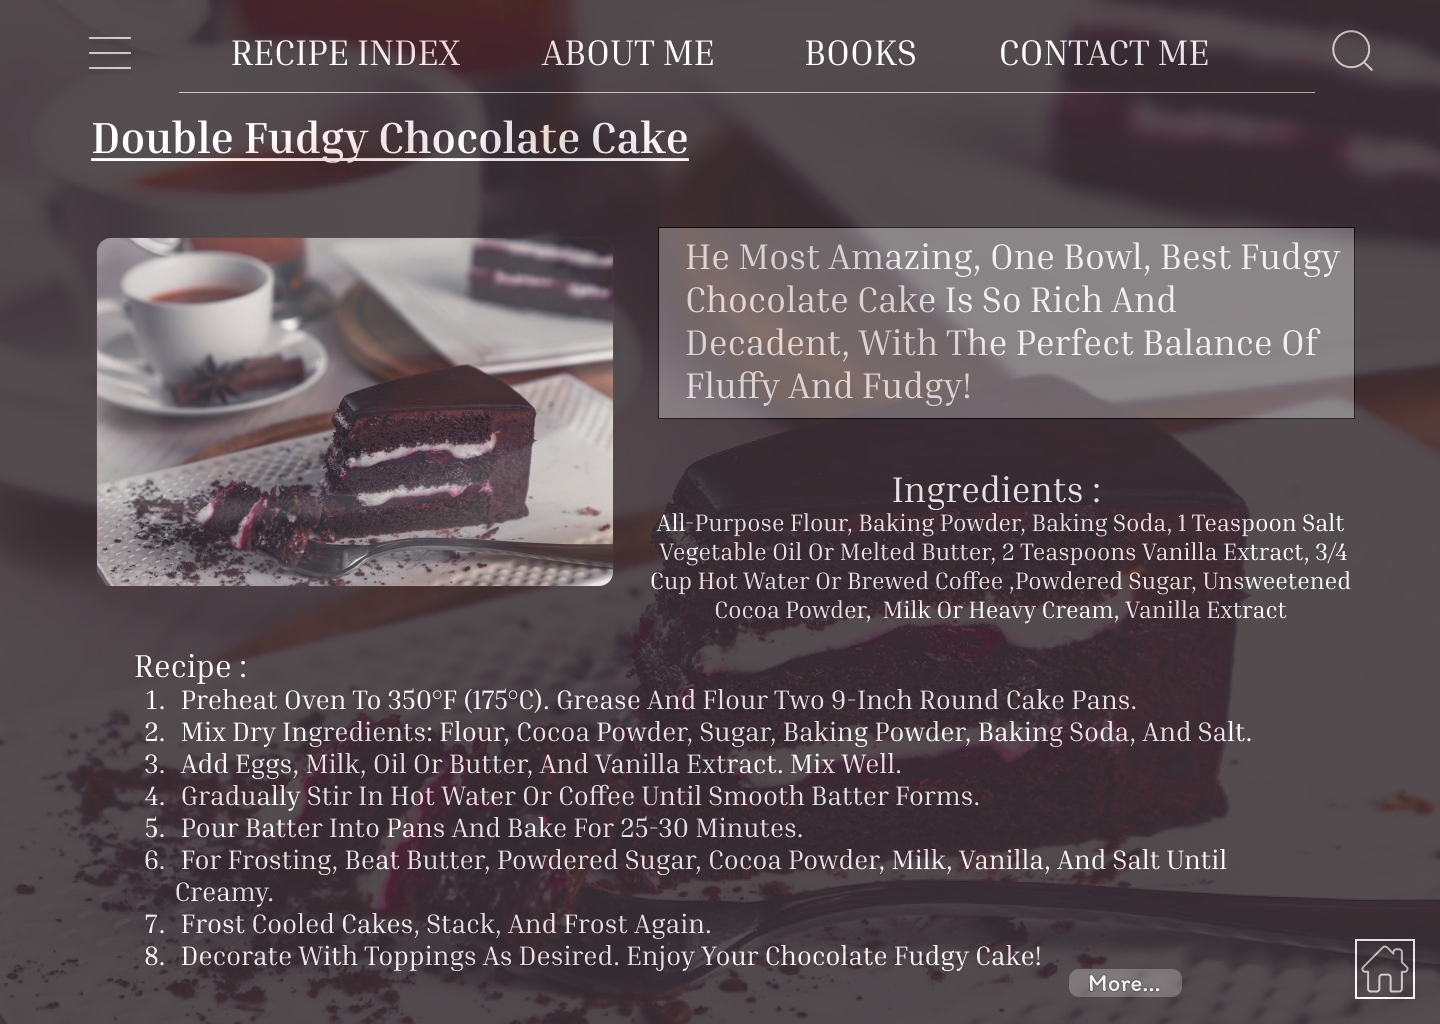 RECIPE INDEX ABOUT ME BOOKS CONTACT ME
Double Fudgy Chocolate Cake
He Most Amazing, One Bowl, Best Fudgy
Chocolate Cake Is So Rich And
Decadent, With The Perfect Balance Of
Fluffy And Fudgy!
Ingredients :
All-Purpose Flour, Baking Powder, Baking Soda, 1 Teaspoon Salt
Vegetable Oil Or Melted Butter, 2 Teaspoons Vanilla Extract, 3/4
Cup Hot Water Or Brewed Coffee ,Powdered Sugar, Unsweetened
Cocoa Powder,  Milk Or Heavy Cream, Vanilla Extract
Recipe :
1. Preheat Oven To 350°F (175°C). Grease And Flour Two 9-Inch Round Cake Pans.
2. Mix Dry Ingredients: Flour, Cocoa Powder, Sugar, Baking Powder, Baking Soda, And Salt.
3. Add Eggs, Milk, Oil Or Butter, And Vanilla Extract. Mix Well.
4. Gradually Stir In Hot Water Or Coffee Until Smooth Batter Forms.
5. Pour Batter Into Pans And Bake For 25-30 Minutes.
6. For Frosting, Beat Butter, Powdered Sugar, Cocoa Powder, Milk, Vanilla, And Salt Until
Creamy.
7. Frost Cooled Cakes, Stack, And Frost Again.
8. Decorate With Toppings As Desired. Enjoy Your Chocolate Fudgy Cake!
More...